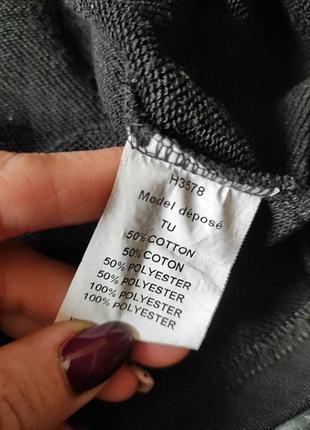 H3578
Model déposé
TU
50% COTTON
50% COTON
50% POLYESTER
50% POLYESTER
100% POLYESTER
100% POLYESTER